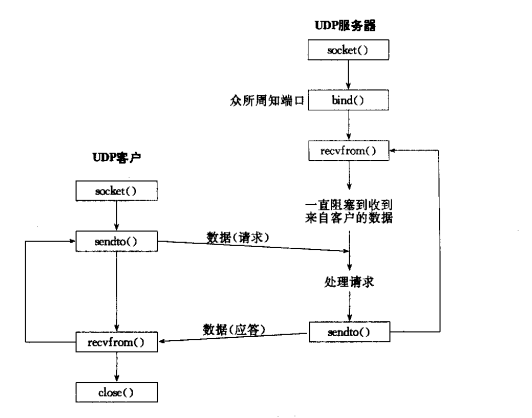 UDP服务器
socket()
众所周知端口
bind()
recvfrom()
UDP客户
socket()
一直阻塞到收到
来自客户的数据
sendto()
数据(请求)
处理请求
数据(应答)
sendto()
recvfrom()
close()